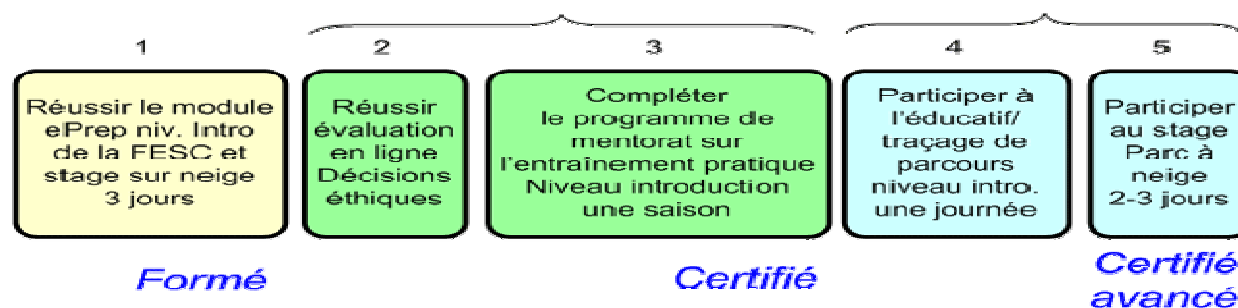 1
2
3
4
5
Réussir le module
ePrep niv. Intro
de la FESC et
stage sur neige
3 jours
Réussir
évaluation
en ligne
Décisions
éthiques
Compléter
le programme de
mentorat sur
l'entraînement pratique
Niveau introduction
une saison
Participer à
l'éducatif/
traçage de
parcours
niveau intro.
une journée
Participer
au stage
Parc à
neige
2-3 jours
Formé
Certifié
Certifié
avancé